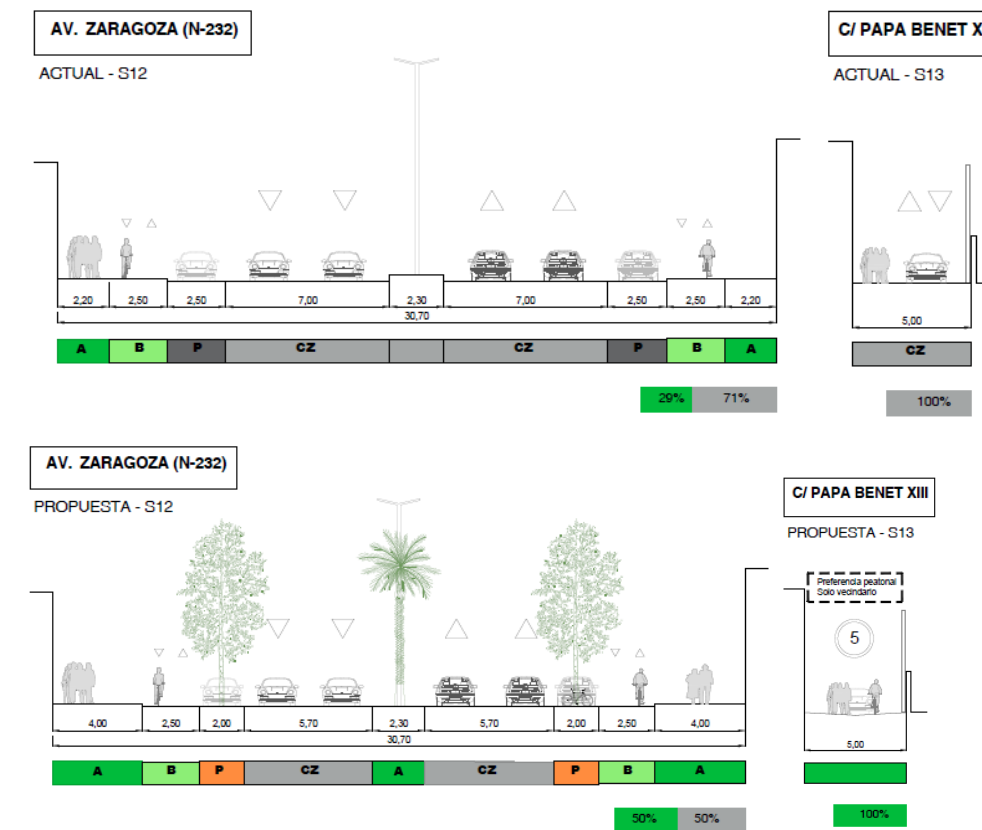 AV. ZARAGOZA (N-232)
ACTUAL - S12
2,20 2,50 2,50 7,00 2,30 7,00 2,50 2,50 2,20
30,70
A B P CZ CZ P B A
29% 71%
C/ PAPA BENET X
ACTUAL - S13
5,00
CZ
100%
AV. ZARAGOZA (N-232)
PROPUESTA - S12
4,00 2,50 2,00 5,70 2,30 5,70 2,00 2,50 4,00
30,70
A B P CZ A CZ P B A
50% 50%
C/ PAPA BENET XIII
PROPUESTA - S13
Preferencia peatonal
Solo vecindario
5
5,00
100%